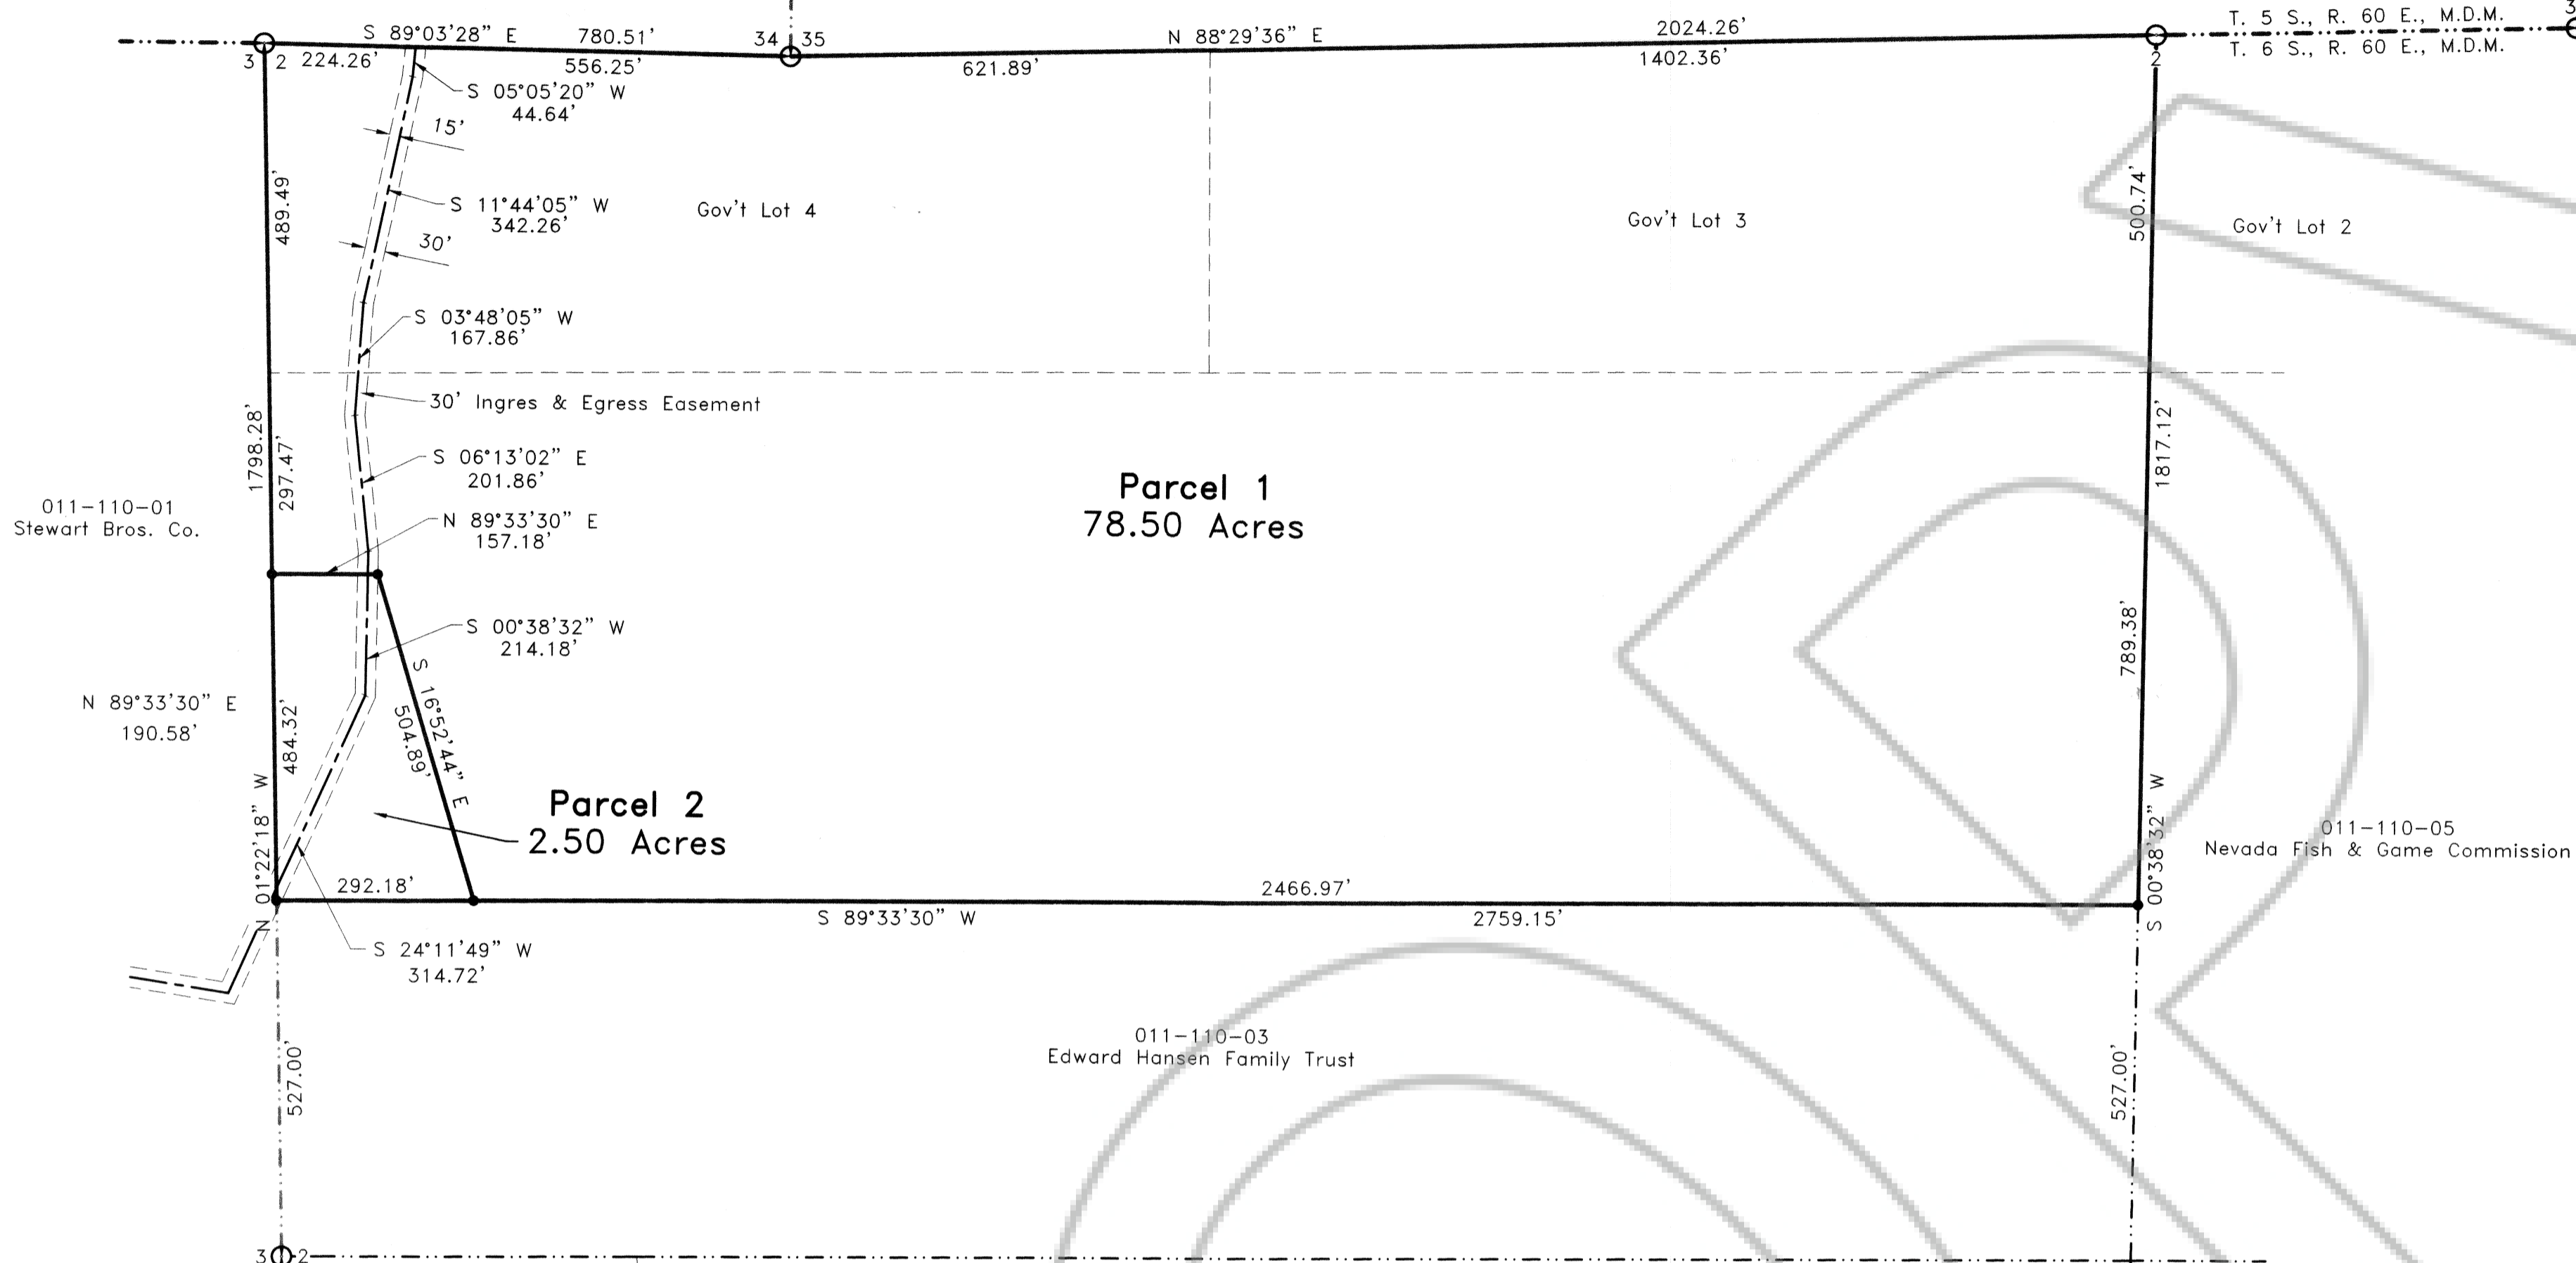 T. 5 S., R. 60 E., M.D.M.
T. 6 S., R. 60 E., M.D.M.
3
S 89°03'28" E
780.51'
34
35
N 88°29'36" E
2024.26'
3
2
224.26'
556.25'
621.89'
1402.36'
2
S 05°05'20" W
44.64'
15'
489.49'
S 11°44'05" W
342.26'
30'
Gov't Lot 4
Gov't Lot 3
500.74'
Gov't Lot 2
S 03°48'05" W
167.86'
30' Ingres & Egress Easement
1798.28'
297.47'
1817.12'
S 06°13'02" E
201.86'
Parcel 1
78.50 Acres
011-110-01
Stewart Bros. Co.
N 89°33'30" E
157.18'
S 00°38'32" W
214.18'
789.38'
S 16°52'44" E
504.89'
N 89°33'30" E
190.58'
484.32'
N 01°22'18" W
Parcel 2
2.50 Acres
S 00°38'32" W
011-110-05
Nevada Fish & Game Commission
292.18'
2466.97'
S 89°33'30" W
2759.15'
S 24°11'49" W
314.72'
011-110-03
Edward Hansen Family Trust
527.00'
527.00'
3
2